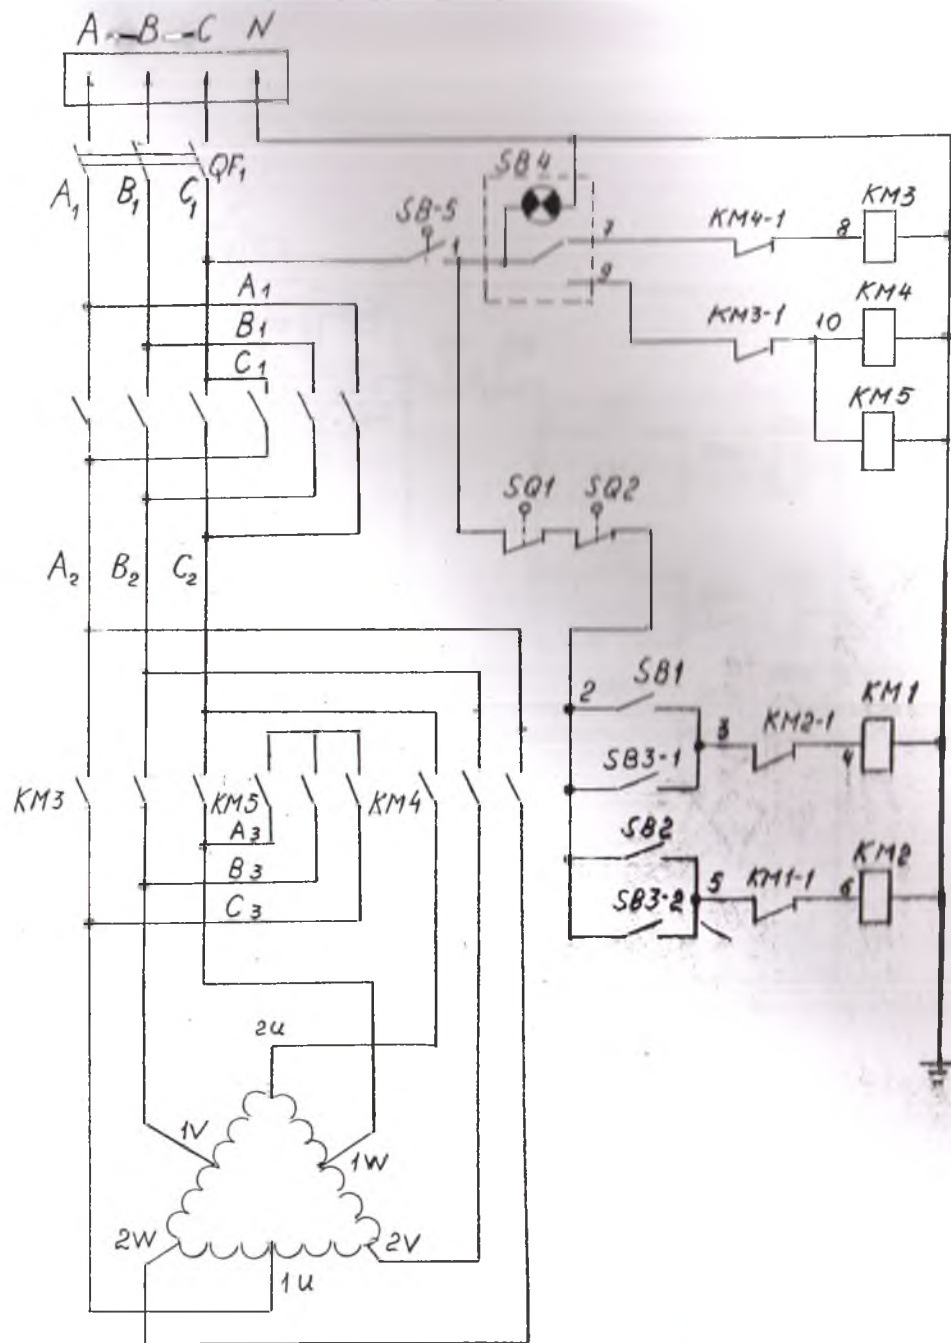 A B C N
QF1
A1 B1 C1
SB-5
1
SB4
7
9
KM4-1
8
KM3
KM3-1
10
KM4
KM5
A1
B1
C1
A2 B2 C2
SQ1 SQ2
2
SB1
3
KM2-1
4
KM1
SB3-1
SB2
5
KM1-1
6
KM2
SB3-2
KM3 KM5 KM4
A3
B3
C3
2U
1V
1W
2W
2V
1U